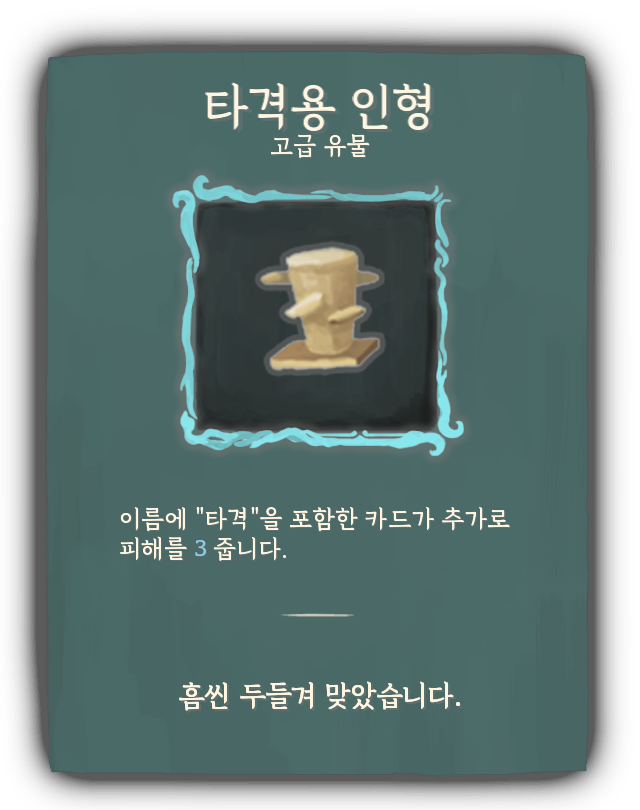 타격용 인형
고급 유물
이름에 "타격"을 포함한 카드가 추가로
피해를 3 줍니다.
흠씬 두들겨 맞았습니다.